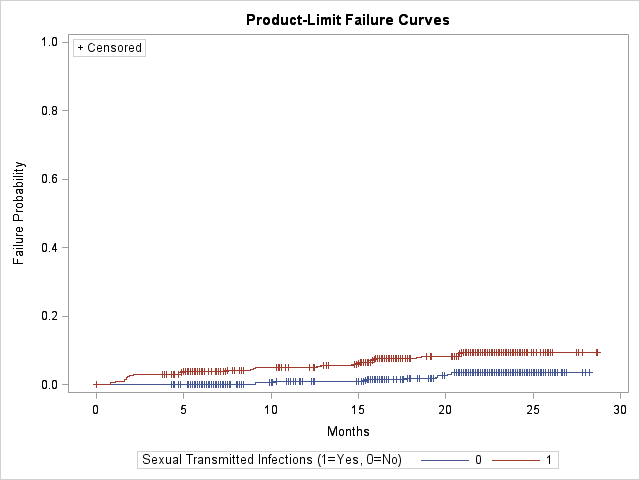 Product-Limit Failure Curves
+ Censored
1.0
0.8
0.6
0.4
0.2
0.0
Failure Probability
0 5 10 15 20 25 30
Months
Sexual Transmitted Infections (1=Yes, 0=No) 0 1